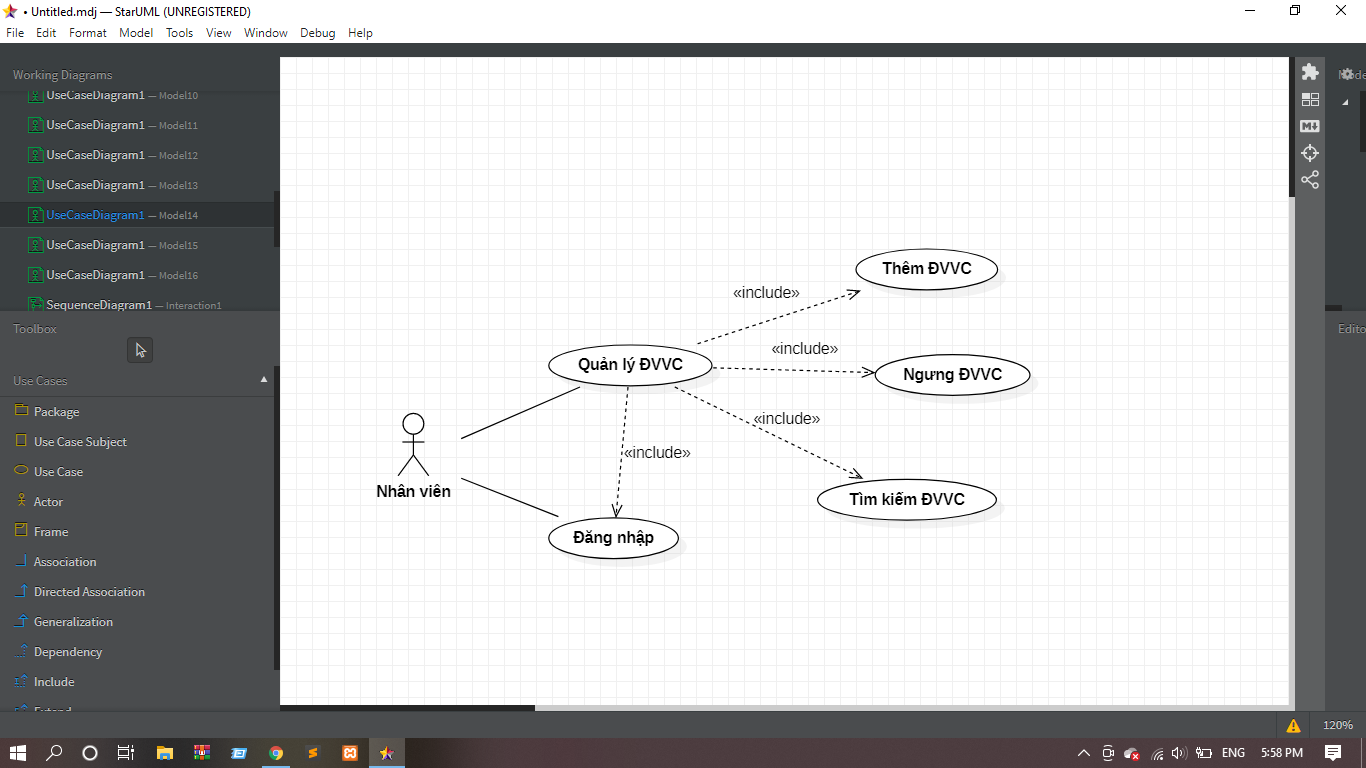 • Untitled.mdj — StarUML (UNREGISTERED)
File Edit Format Model Tools View Window Debug Help
Working Diagrams
UseCaseDiagram1 — Model10
UseCaseDiagram1 — Model11
UseCaseDiagram1 — Model12
UseCaseDiagram1 — Model13
UseCaseDiagram1 — Model14
UseCaseDiagram1 — Model15
UseCaseDiagram1 — Model16
SequenceDiagram1 — Interaction1
Toolbox
Use Cases
Package
Use Case Subject
Use Case
Actor
Frame
Association
Directed Association
Generalization
Dependency
Include
Extend
Thêm ĐVVC
«include»
«include»
Quản lý ĐVVC
Ngưng ĐVVC
«include»
«include»
Nhân viên
Tìm kiếm ĐVVC
Đăng nhập
M↓
120%
ENG
5:58 PM